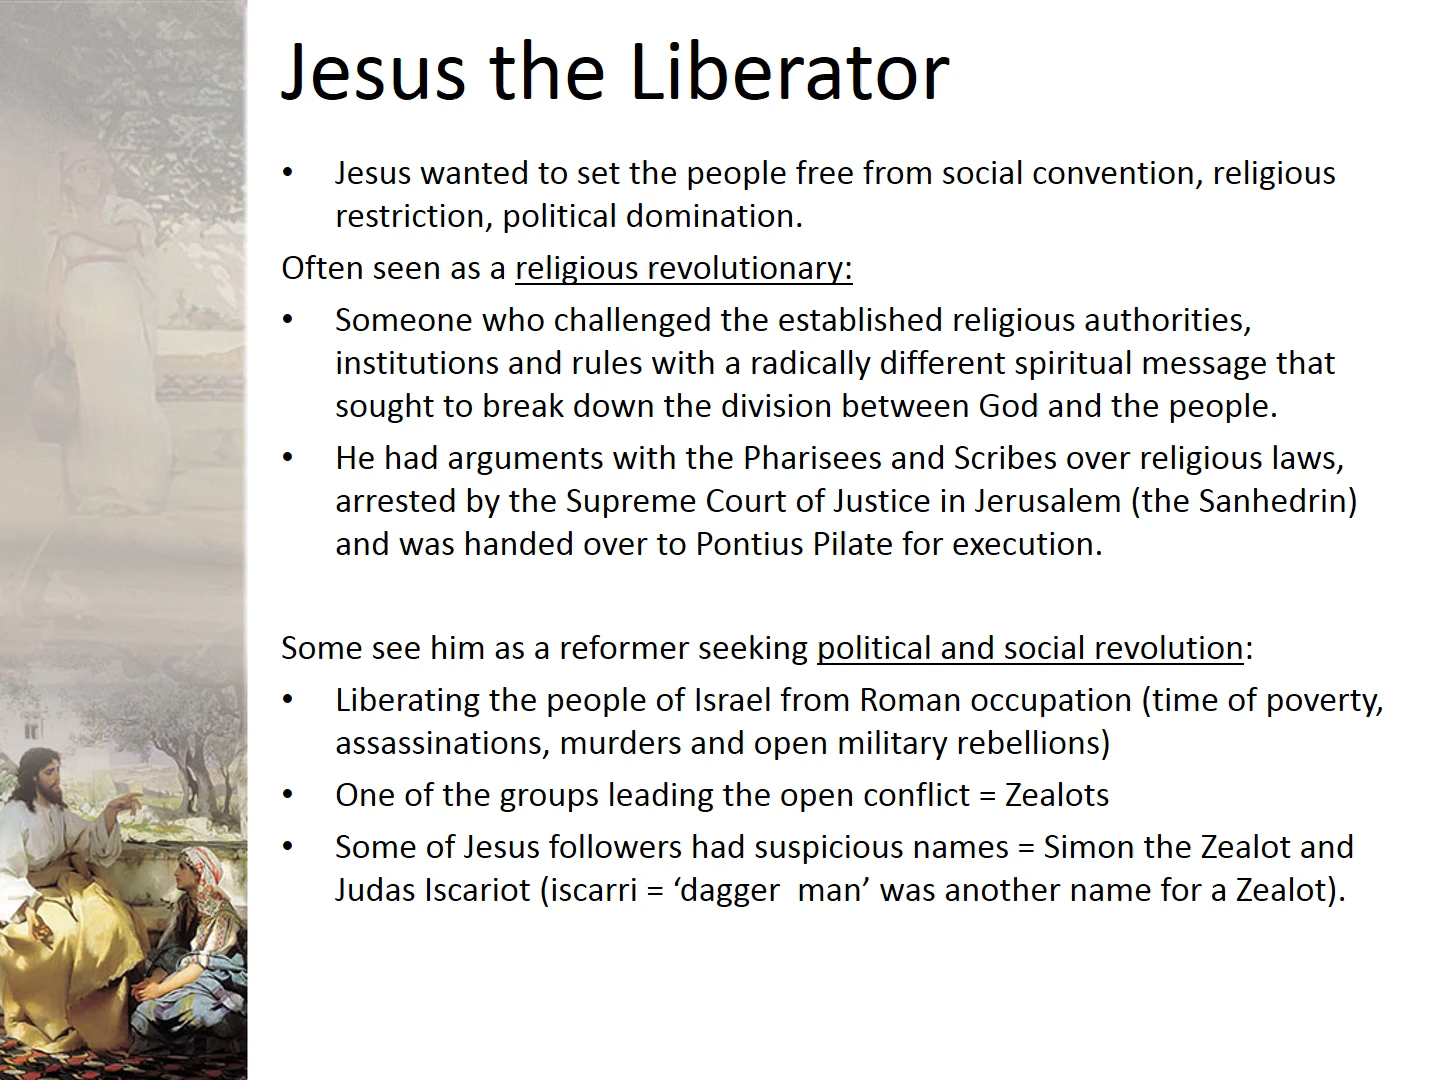 Jesus the Liberator
• Jesus wanted to set the people free from social convention, religious
restriction, political domination.
Often seen as a religious revolutionary:
• Someone who challenged the established religious authorities,
institutions and rules with a radically different spiritual message that
sought to break down the division between God and the people.
• He had arguments with the Pharisees and Scribes over religious laws,
arrested by the Supreme Court of Justice in Jerusalem (the Sanhedrin)
and was handed over to Pontius Pilate for execution.
Some see him as a reformer seeking political and social revolution:
• Liberating the people of Israel from Roman occupation (time of poverty,
assassinations, murders and open military rebellions)
• One of the groups leading the open conflict = Zealots
• Some of Jesus followers had suspicious names = Simon the Zealot and
Judas Iscariot (iscarri = ‘dagger  man’ was another name for a Zealot).